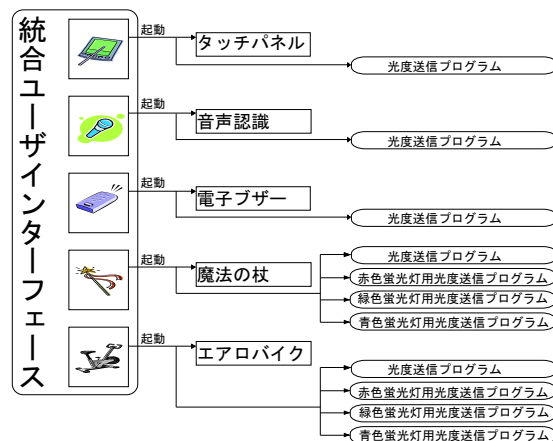 統合ユーザインターフェース
起動
タッチパネル
光度送信プログラム
起動
音声認識
光度送信プログラム
起動
電子ブザー
光度送信プログラム
起動
魔法の杖
光度送信プログラム
赤色蛍光灯用光度送信プログラム
緑色蛍光灯用光度送信プログラム
青色蛍光灯用光度送信プログラム
起動
エアロバイク
光度送信プログラム
赤色蛍光灯用光度送信プログラム
緑色蛍光灯用光度送信プログラム
青色蛍光灯用光度送信プログラム